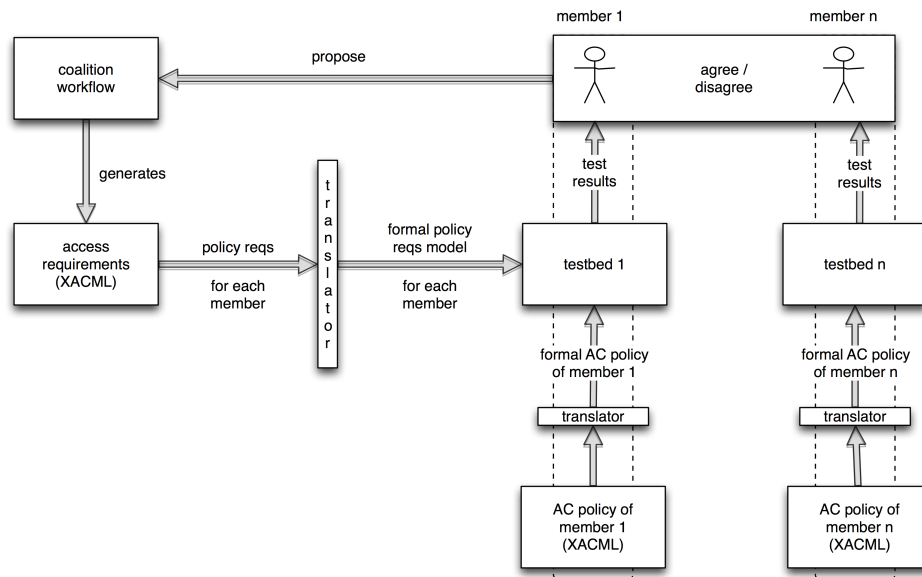 member 1
member n
coalition
workflow
propose
agree /
disagree
generates
test
results
test
results
translator
access
requirements
(XACML)
policy reqs
for each
member
formal policy
reqs model
for each
member
testbed 1
testbed n
formal AC policy
of member 1
formal AC policy
of member n
translator
translator
AC policy of
member 1
(XACML)
AC policy of
member n
(XACML)